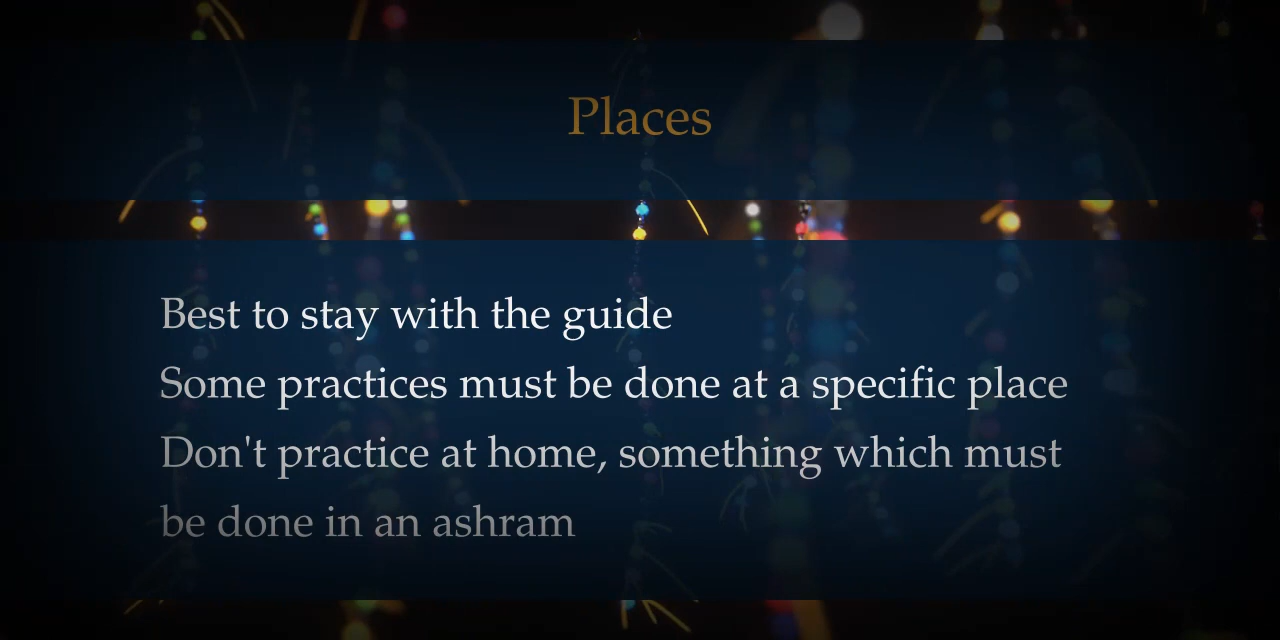 Places
Best to stay with the guide
Some practices must be done at a specific place
Don't practice at home, something which must
be done in an ashram